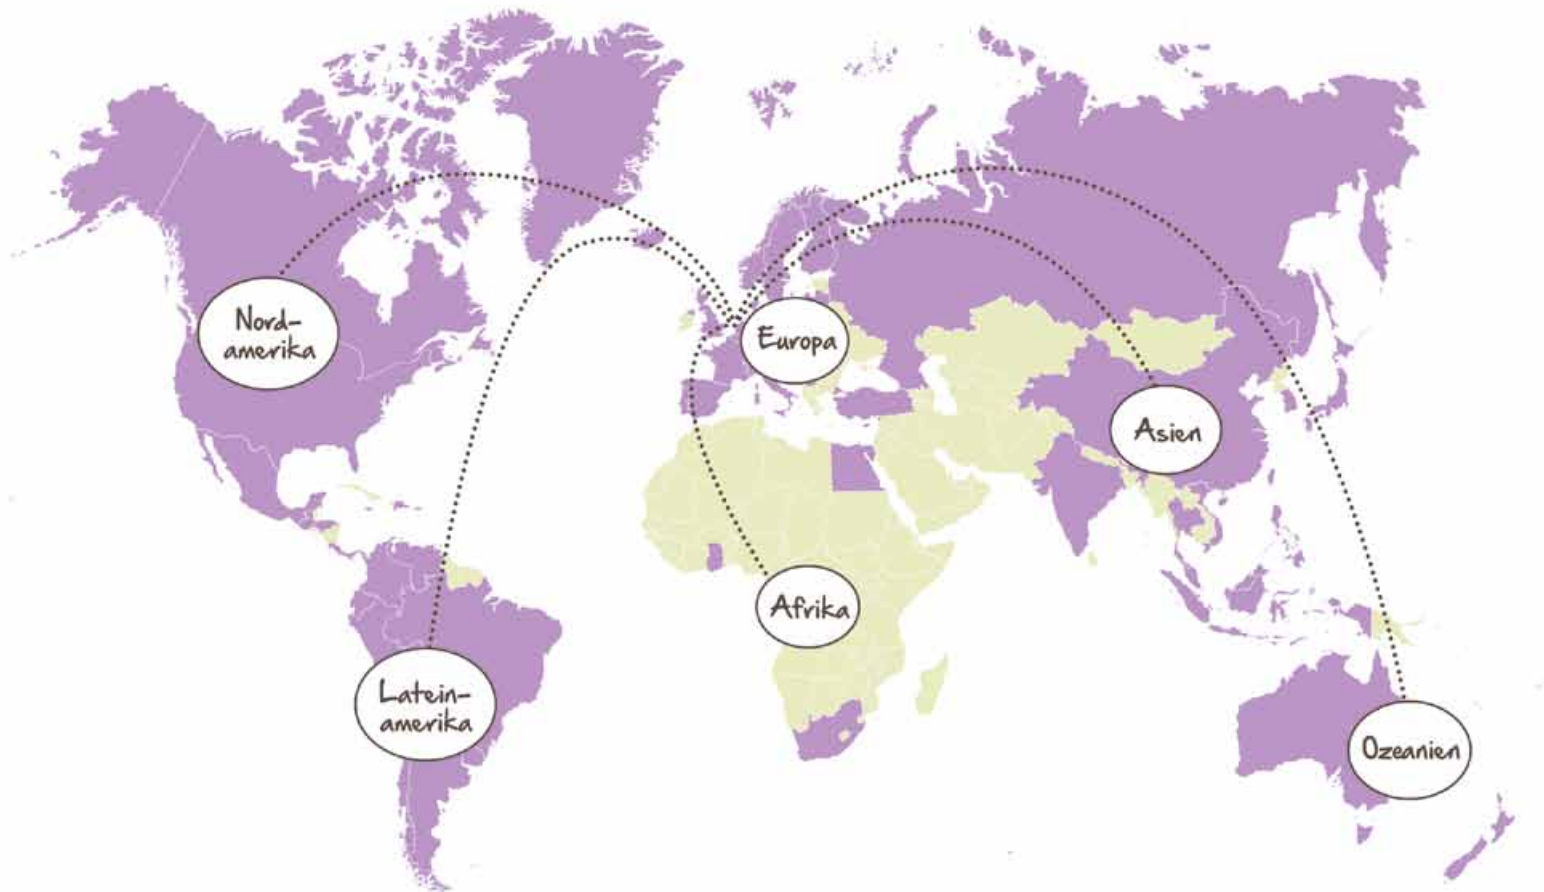 Nord-
amerika
Europa
Asien
Afrika
Latein-
amerika
Ozeanien